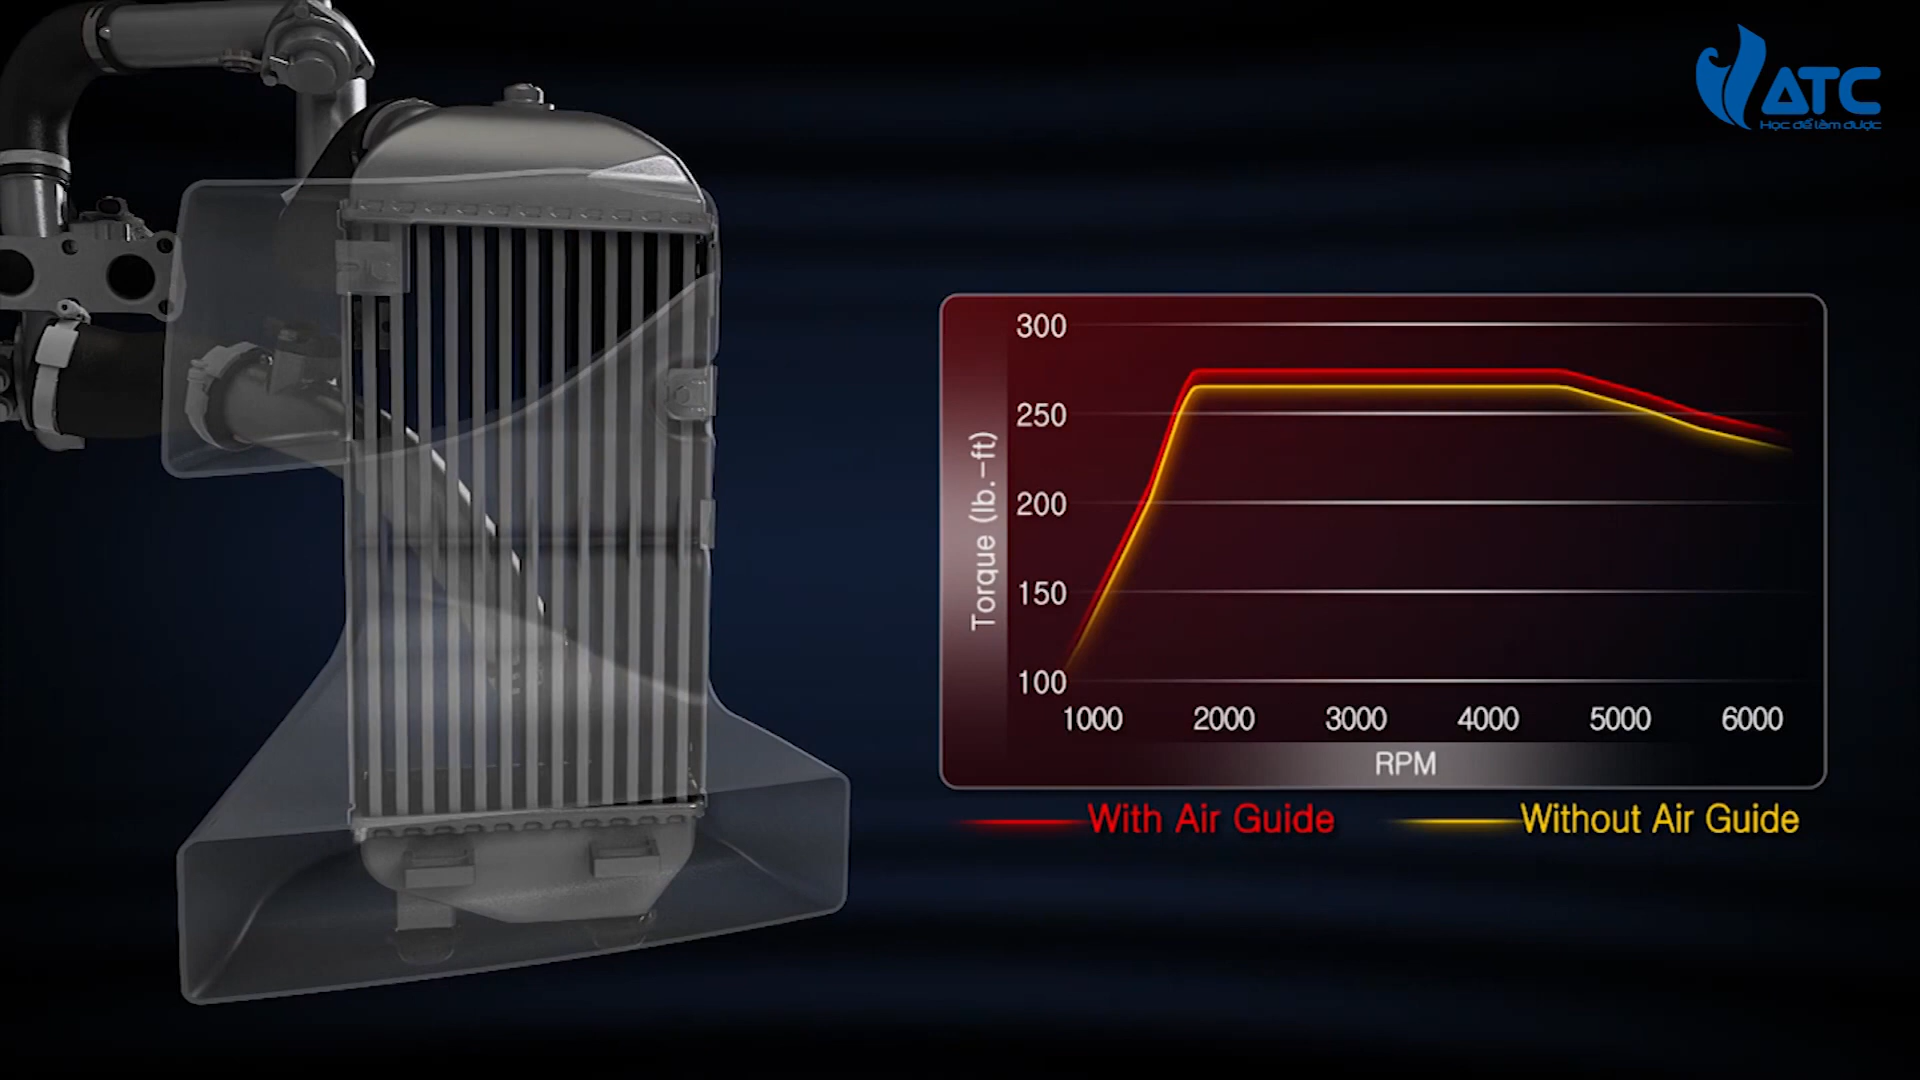 VATC
Học để làm được
Torque (lb.-ft)
300
250
200
150
100
1000 2000 3000 4000 5000 6000
RPM
With Air Guide
Without Air Guide